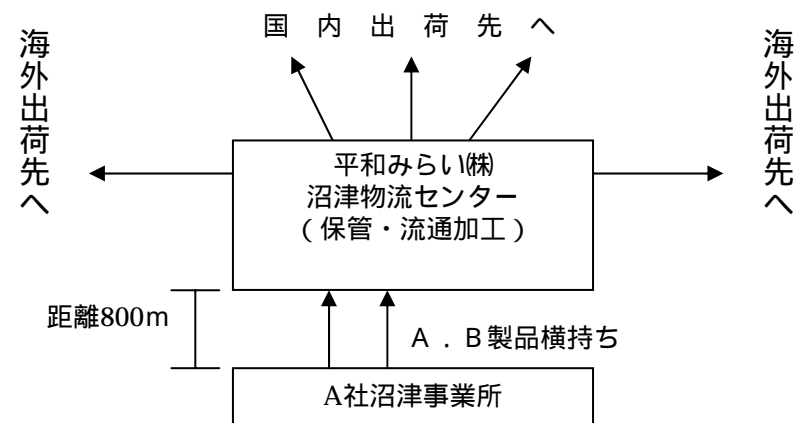 国内出荷先へ
海外出荷先へ
海外出荷先へ
平和みらい㈱
沼津物流センター
(保管・流通加工)
距離800m
A．B製品横持ち
A社沼津事業所